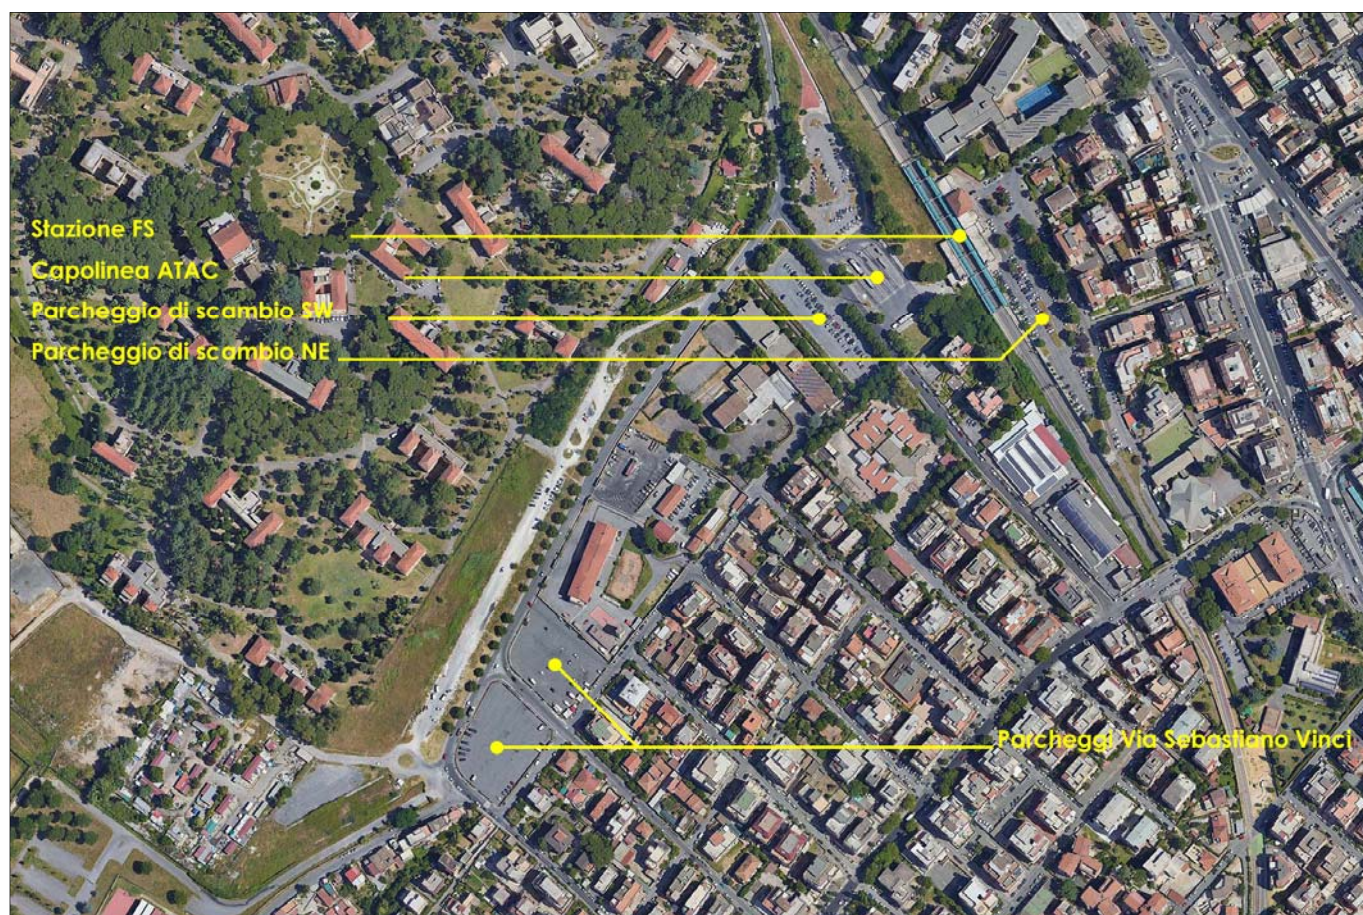 Stazione FS
Capolinea ATAC
Parcheggio di scambio SW
Parcheggio di scambio NE
Parcheggi Via Sebastiano Vinci